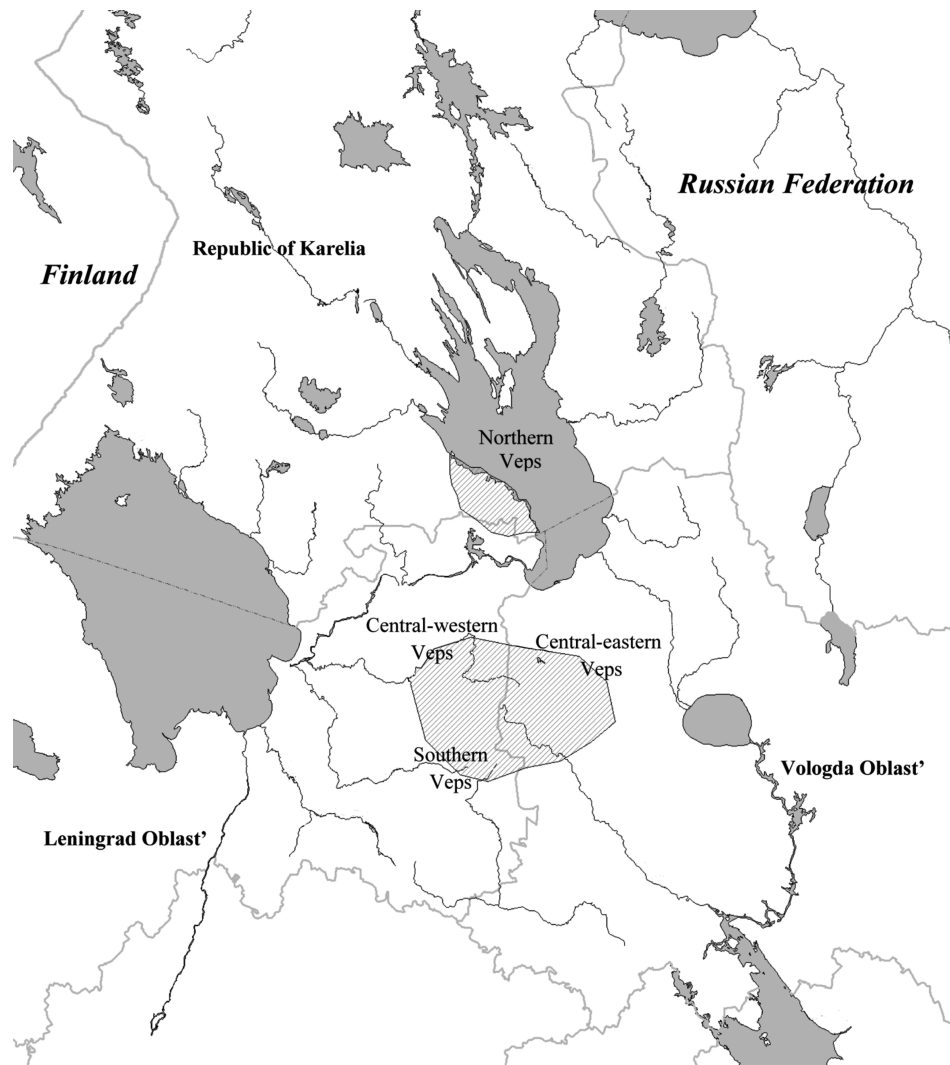 Russian Federation
Republic of Karelia
Finland
Northern
Veps
Central-western
Veps
Central-eastern
Veps
Southern
Veps
Vologda Oblast’
Leningrad Oblast’